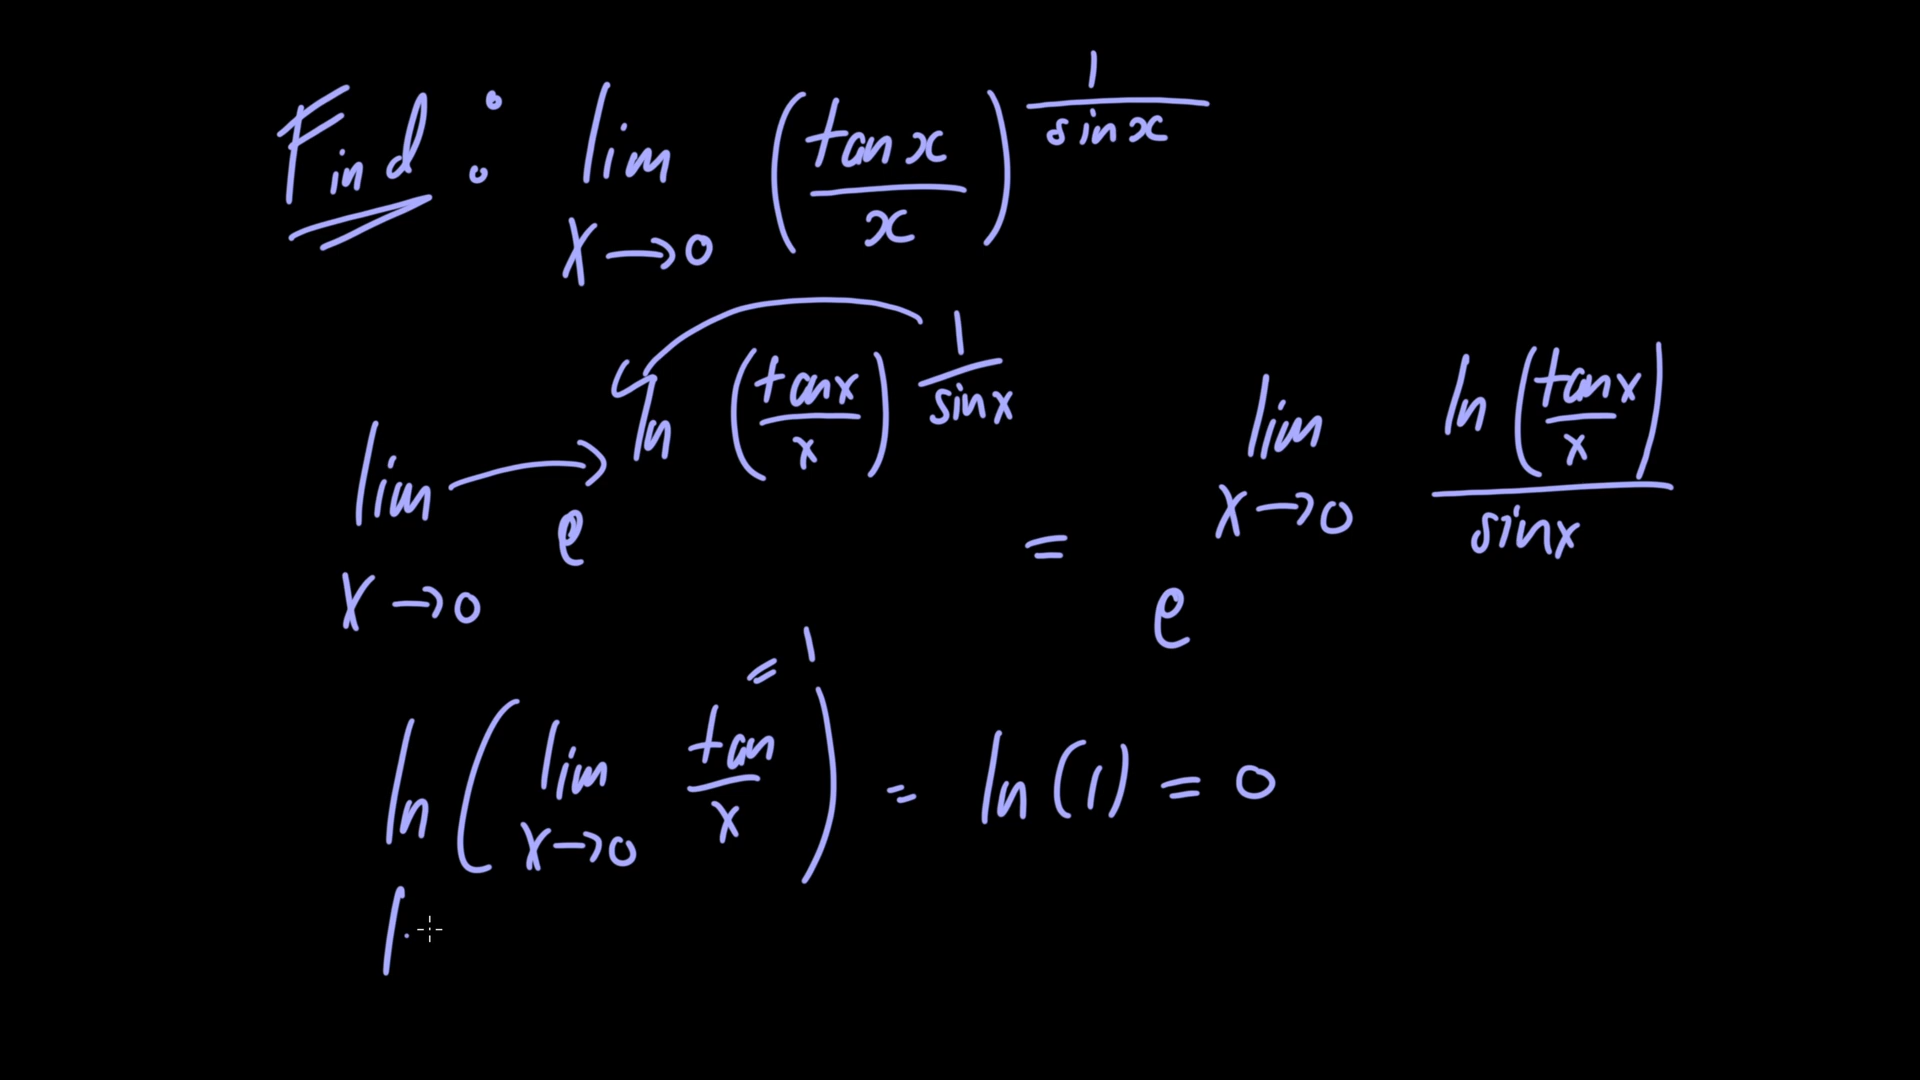 Find : lim x→0 (tan x / x)^(1/sin x)
lim x→0 e^(ln (tan x / x)^(1/sin x)) = e^(lim x→0 ln (tan x / x) / sin x)
ln (lim x→0 tan / x) = ln (1) = 0
= 1